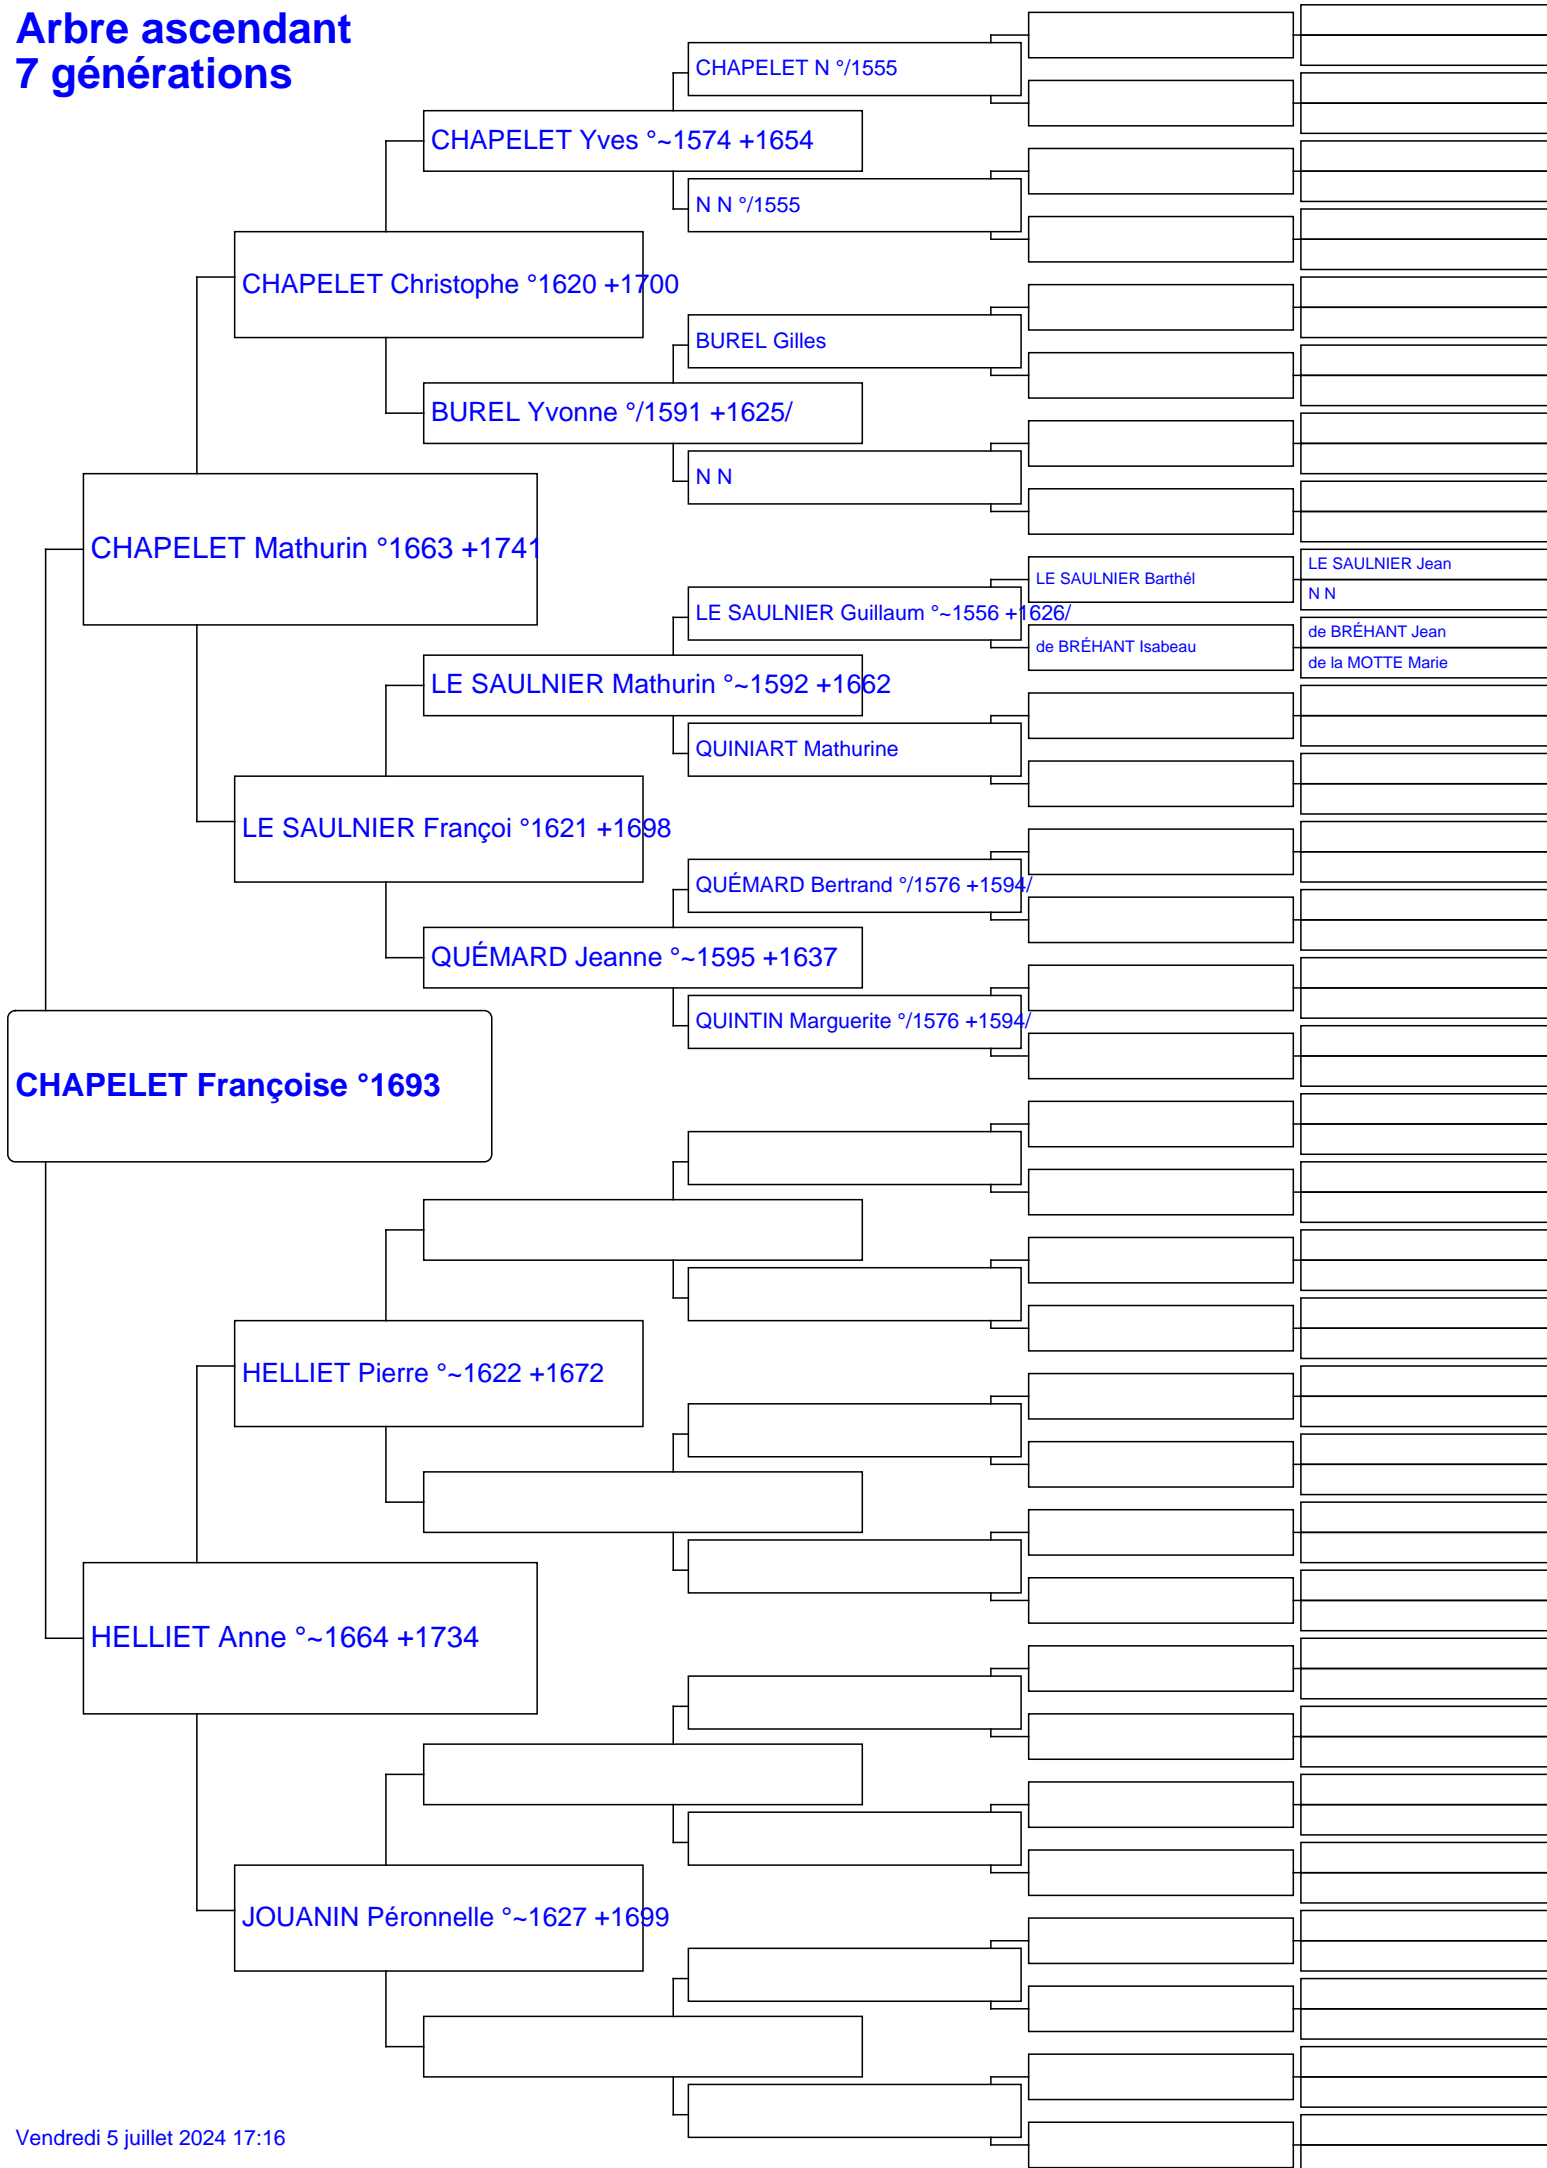 Arbre ascendant
7 générations
CHAPELET N °/1555
CHAPELET Yves °~1574 +1654
N N °/1555
CHAPELET Christophe °1620 +1700
BUREL Gilles
BUREL Yvonne °/1591 +1625/
N N
CHAPELET Mathurin °1663 +1741
LE SAULNIER Jean
LE SAULNIER Barthél
N N
LE SAULNIER Guillaum °~1556 +1626/
de BRÉHANT Jean
de BRÉHANT Isabeau
de la MOTTE Marie
LE SAULNIER Mathurin °~1592 +1662
QUINIART Mathurine
LE SAULNIER Françoi °1621 +1698
QUÉMARD Bertrand °/1576 +1594/
QUÉMARD Jeanne °~1595 +1637
QUINTIN Marguerite °/1576 +1594/
CHAPELET Françoise °1693
HELLIET Pierre °~1622 +1672
HELLIET Anne °~1664 +1734
JOUANIN Péronnelle °~1627 +1699
Vendredi 5 juillet 2024 17:16